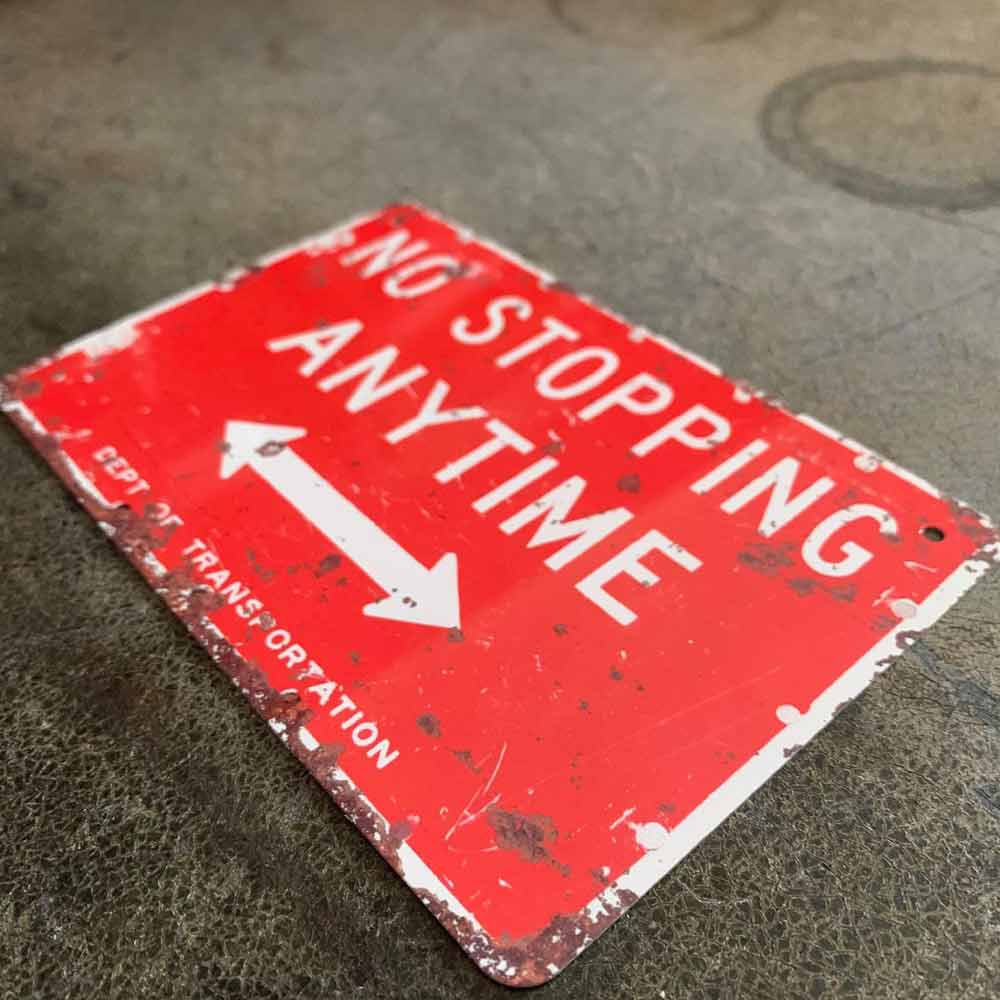 NO STOPPING
ANYTIME
DEPT OF TRANSPORTATION